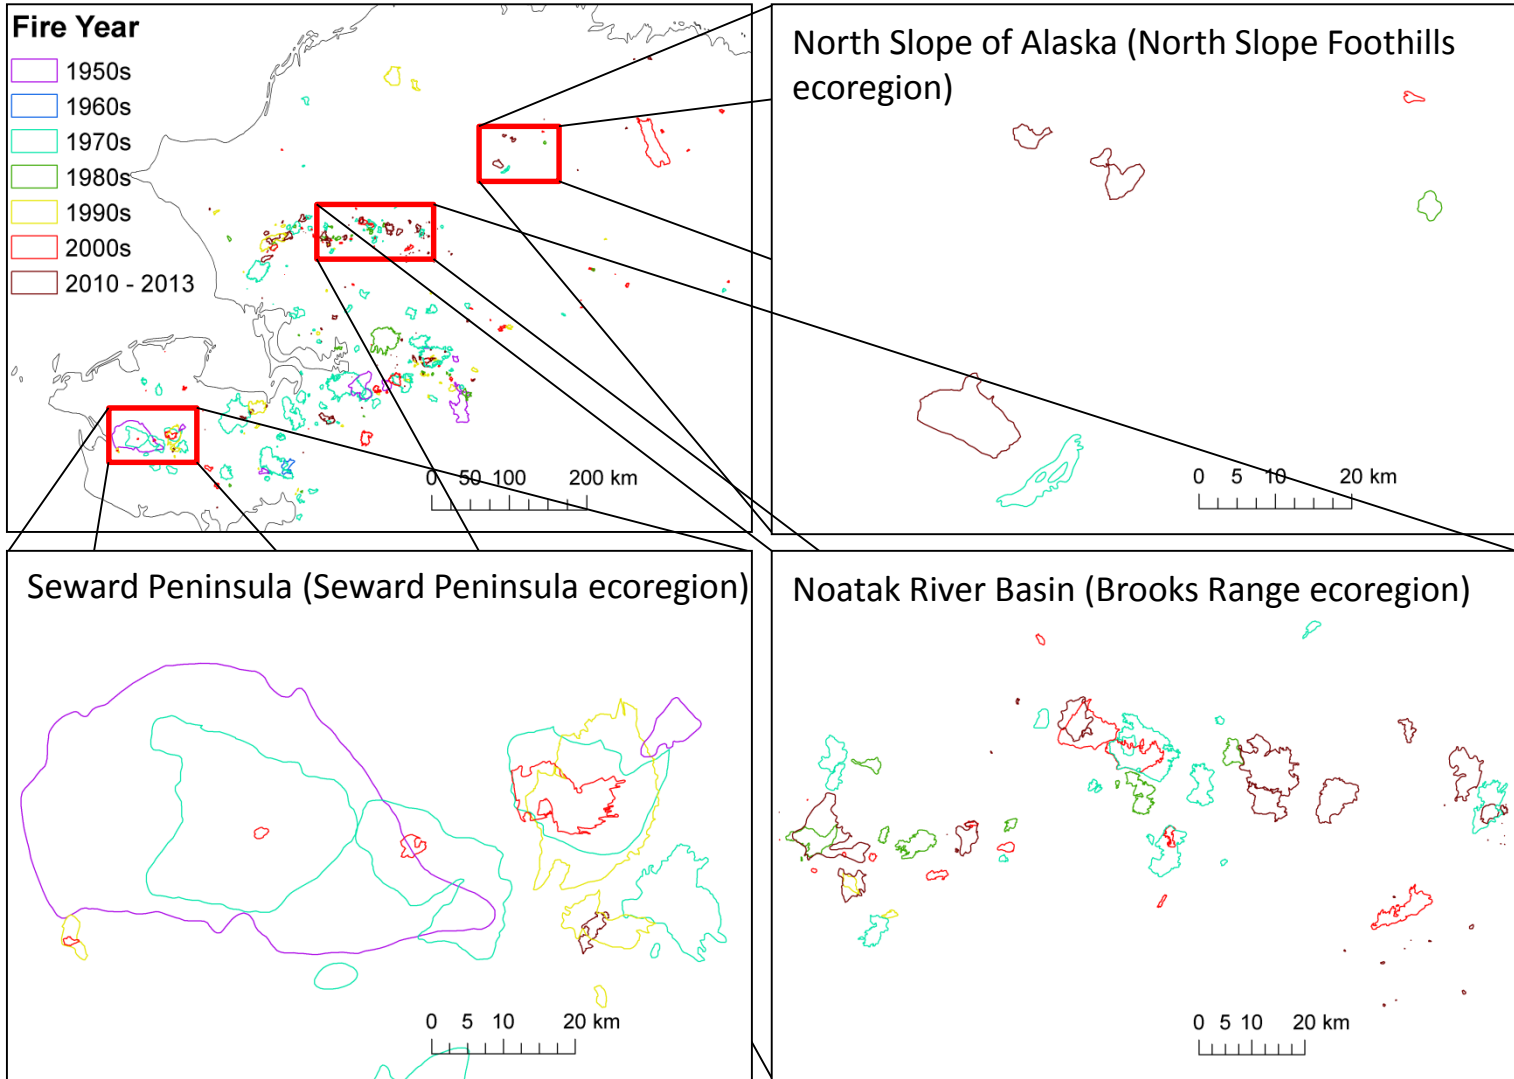 Fire Year
1950s
1960s
1970s
1980s
1990s
2000s
2010 - 2013
0 50 100 200 km
North Slope of Alaska (North Slope Foothills
ecoregion)
0 5 10 20 km
Seward Peninsula (Seward Peninsula ecoregion)
0 5 10 20 km
Noatak River Basin (Brooks Range ecoregion)
0 5 10 20 km